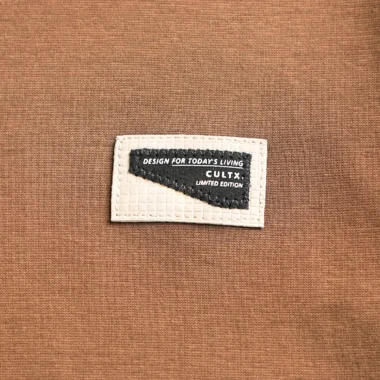 DESIGN FOR TODAY'S LIVING
CULTX.
LIMITED EDITION